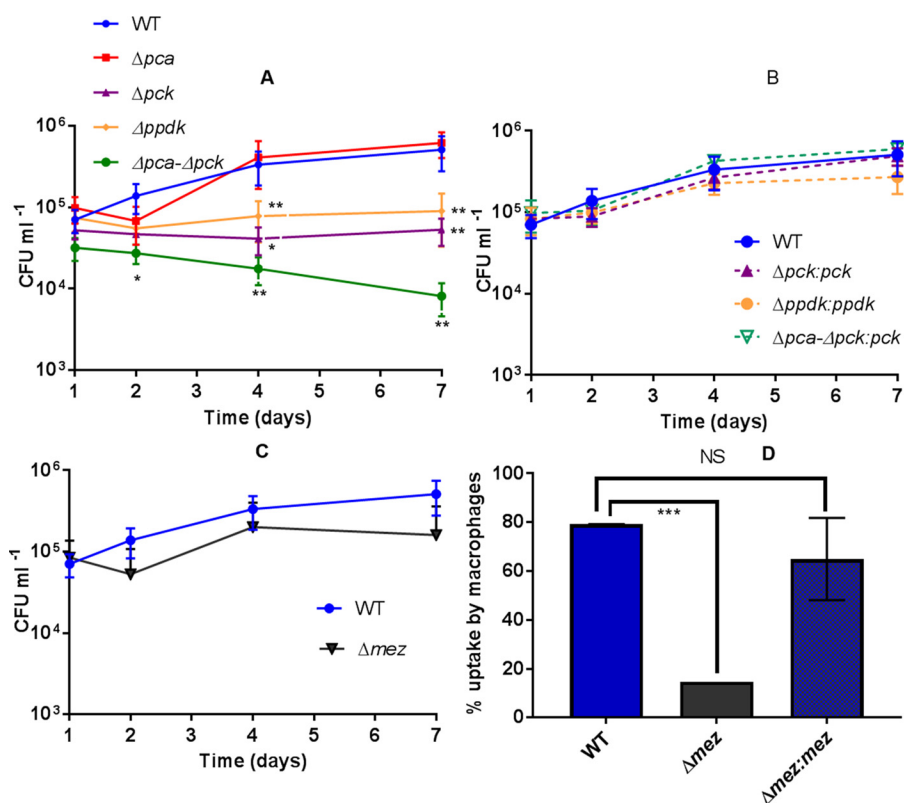 WT
Δpca
Δpck
Δppdk
Δpca-Δpck
A
10⁶
10⁵
10⁴
10³
CFU ml⁻¹
**
*
**
**
*
**
**
1 2 3 4 5 6 7
Time (days)
B
10⁶
10⁵
10⁴
10³
CFU ml⁻¹
WT
Δpck:pck
Δppdk:ppdk
Δpca-Δpck:pck
1 2 3 4 5 6 7
Time (days)
C
10⁶
10⁵
10⁴
10³
CFU ml⁻¹
WT
Δmez
1 2 3 4 5 6 7
Time (days)
NS D
***
100
80
60
40
20
0
% uptake by macrophages
WT
Δmez
Δmez:mez